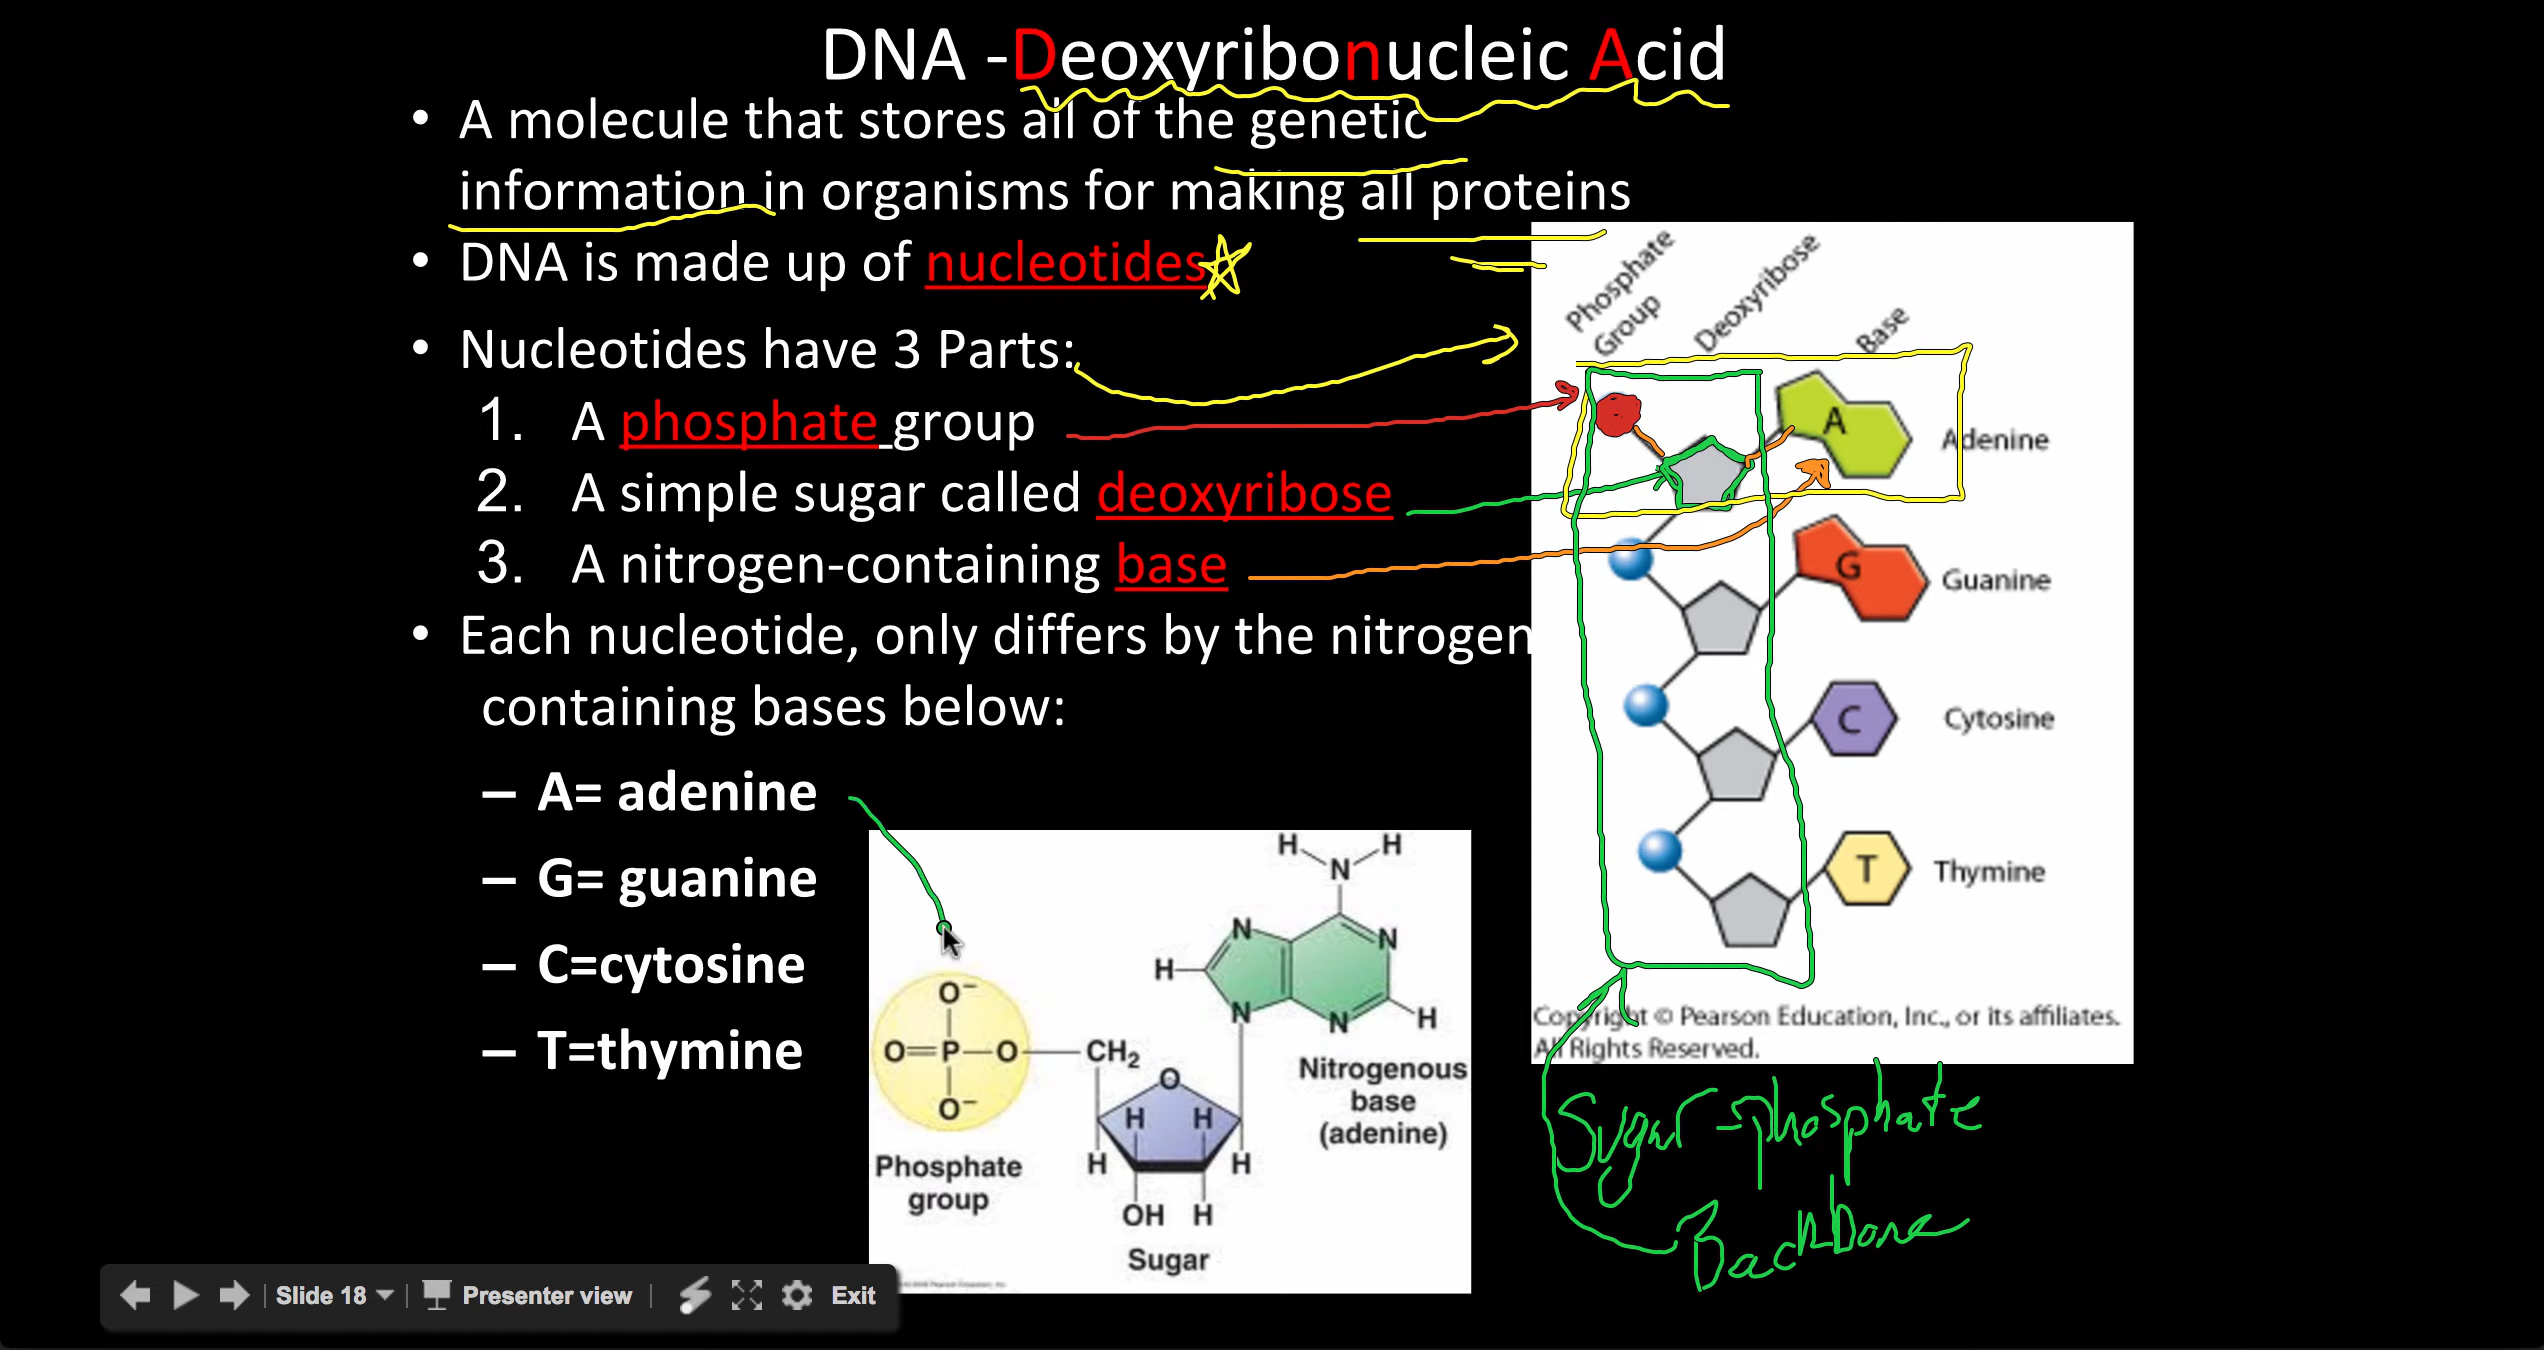 DNA -Deoxyribonucleic Acid
• A molecule that stores all of the genetic
information in organisms for making all proteins
• DNA is made up of nucleotides
• Nucleotides have 3 Parts:
1. A phosphate group
2. A simple sugar called deoxyribose
3. A nitrogen-containing base
• Each nucleotide, only differs by the nitrogen
containing bases below:
– A= adenine
– G= guanine
– C=cytosine
– T=thymine
Phosphate
Group
Deoxyribose
Base
A
Adenine
G
Guanine
C
Cytosine
T
Thymine
Copyright © Pearson Education, Inc., or its affiliates.
All Rights Reserved.
Sugar-phosphate
Backbone
H H
N
N N
H
N N H
O⁻
O=P—O CH₂
O⁻
O
H H
H H
OH H
Phosphate
group
Sugar
Nitrogenous
base
(adenine)
Slide 18
Presenter view
Exit